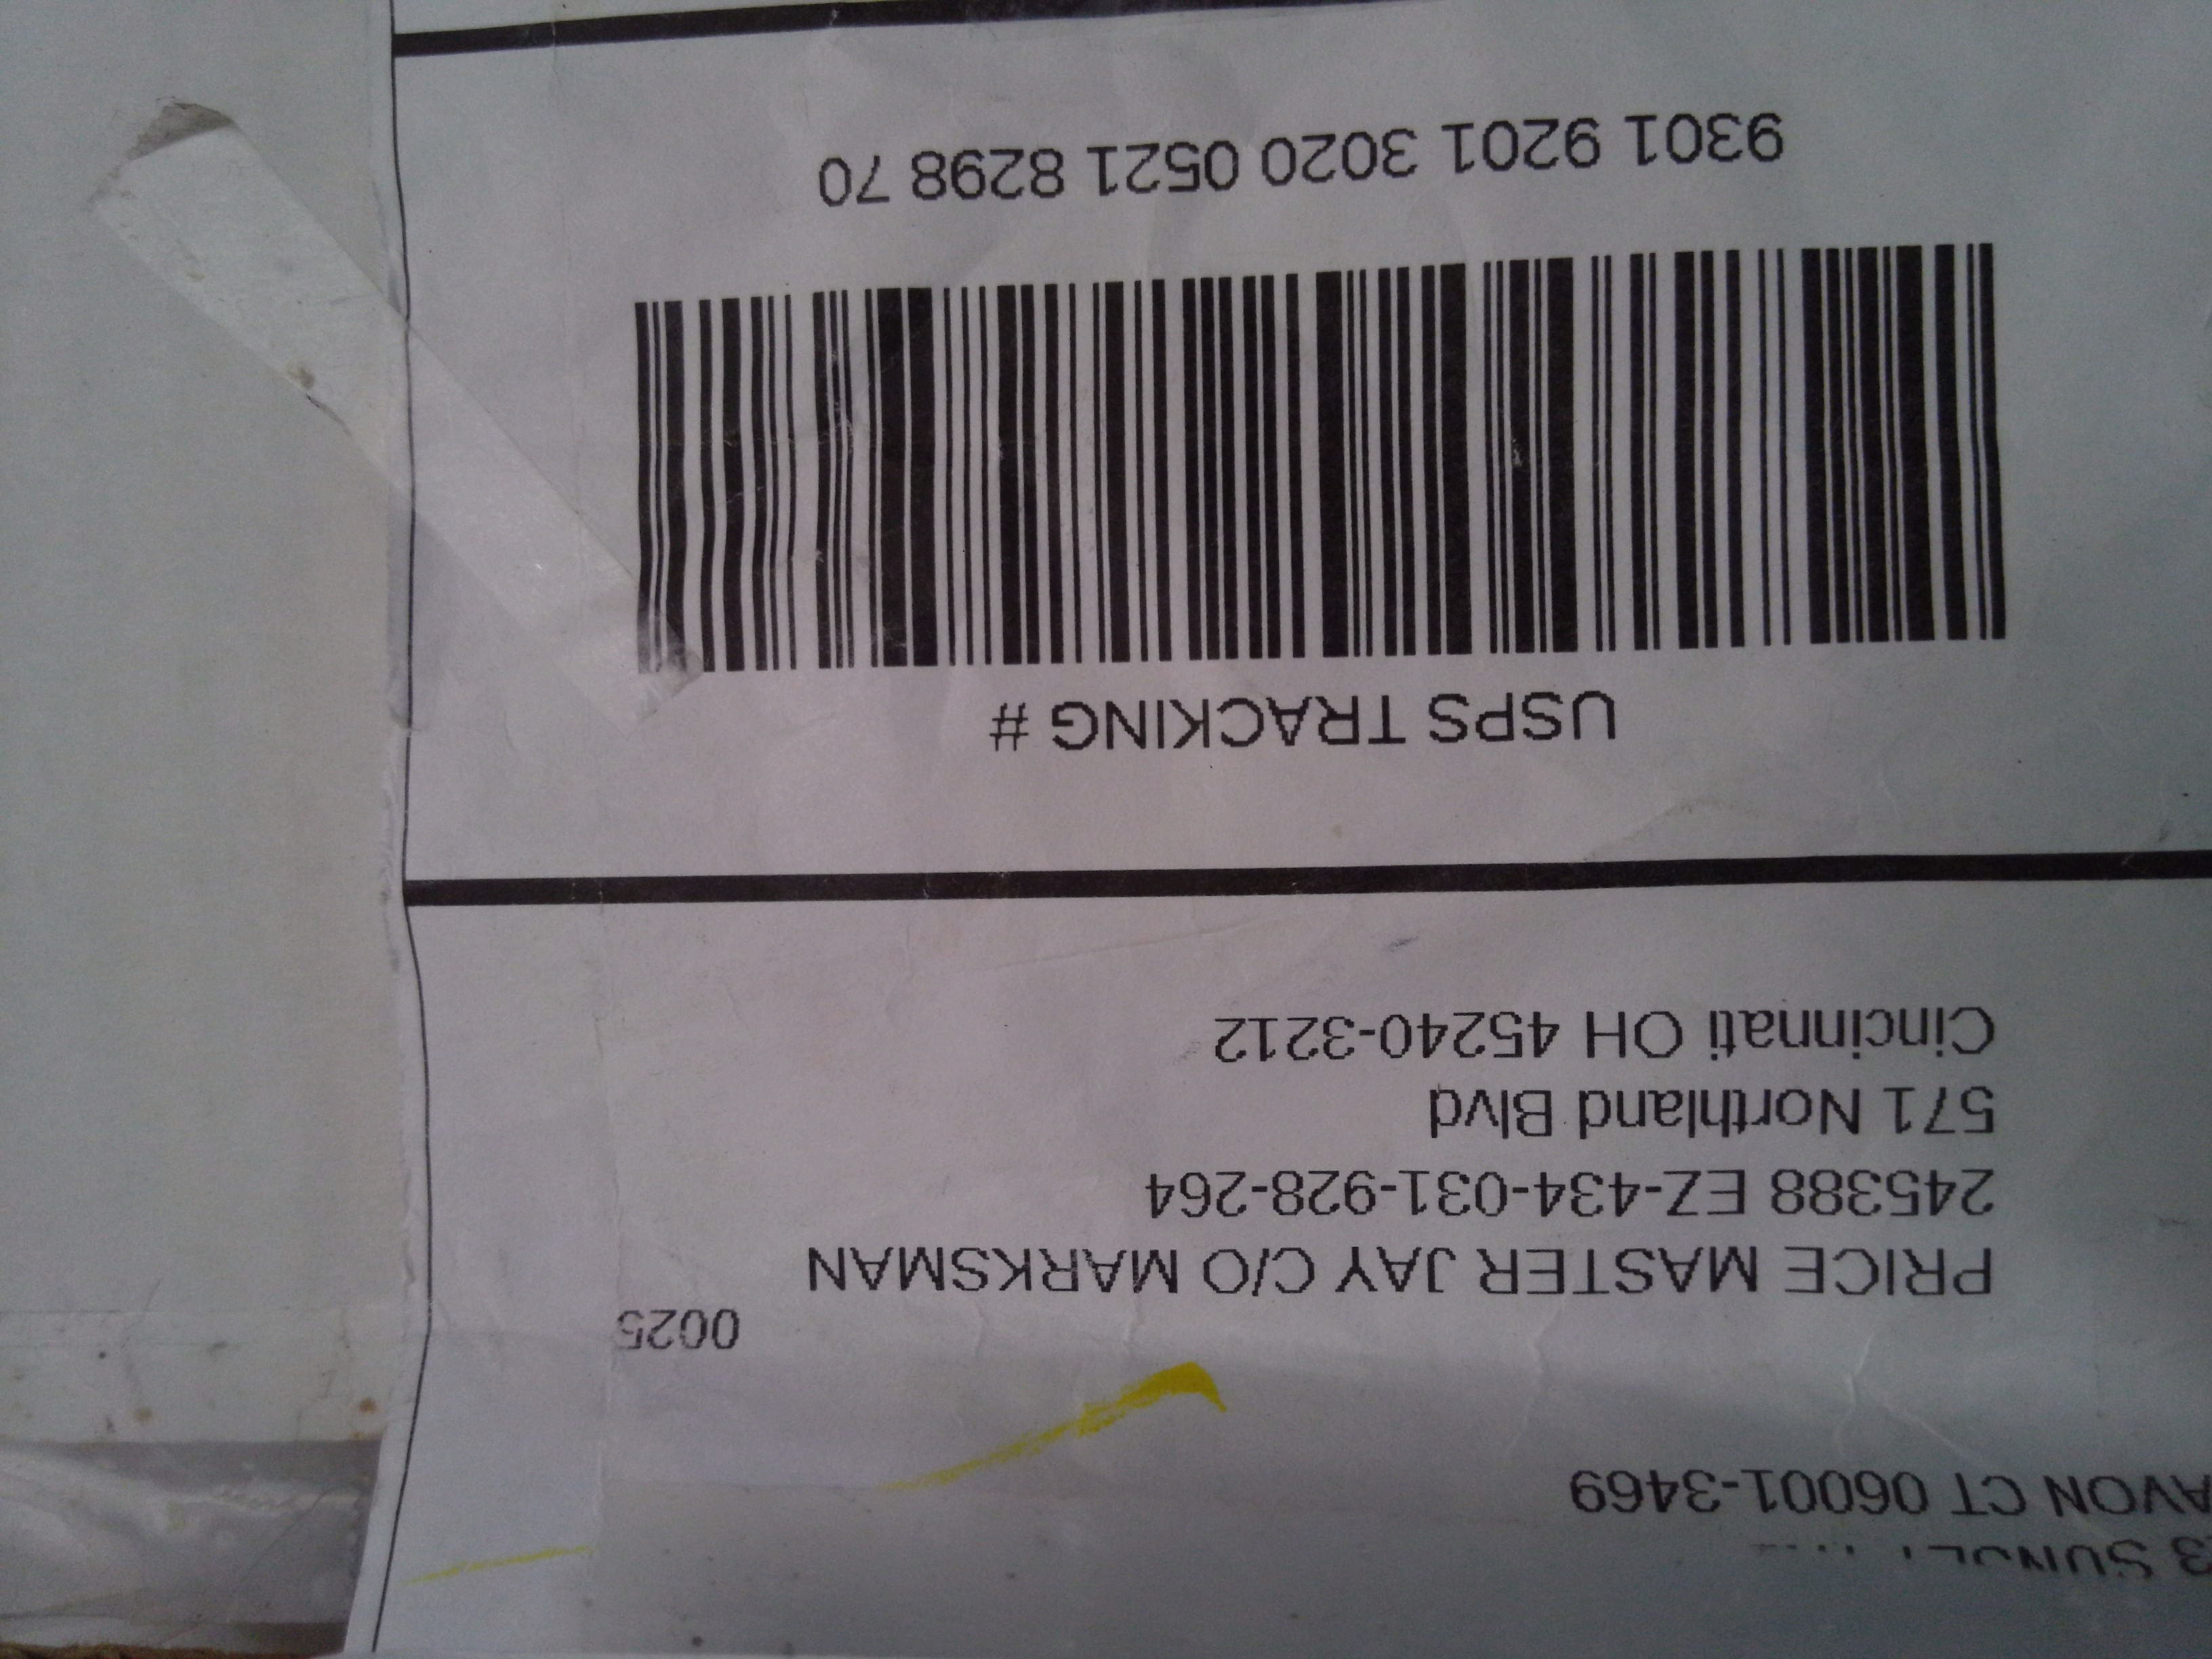 AVON CT 06001-3469
0025
PRICE MASTER JAY C/O MARKSMAN
245388 EZ-434-031-928-264
571 Northland Blvd
Cincinnati OH 45240-3212
USPS TRACKING #
9301 9201 3020 0521 8298 70